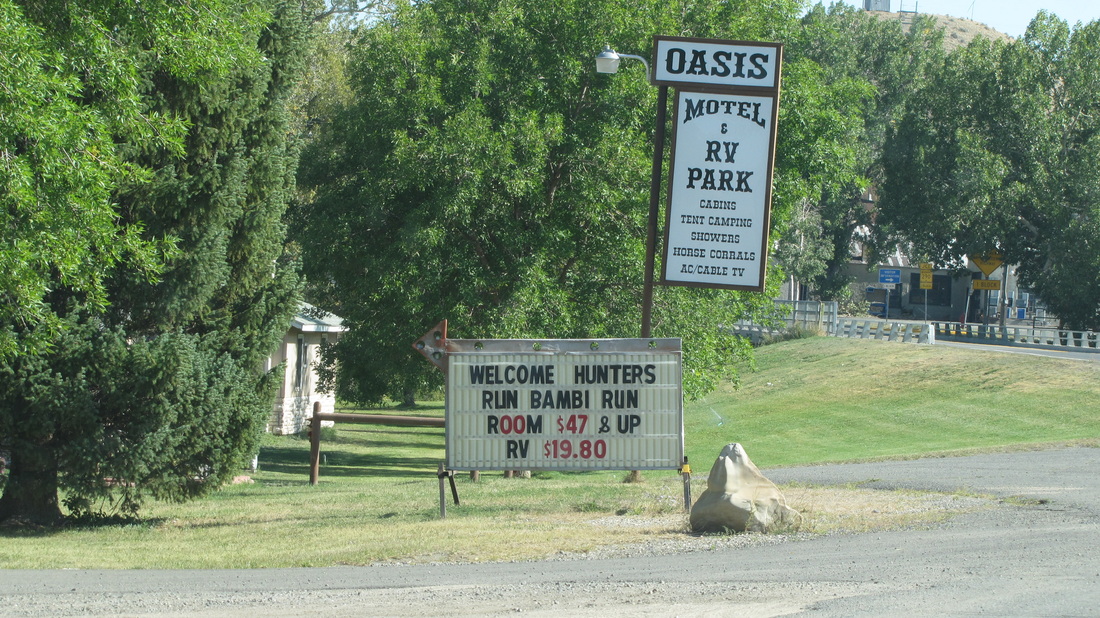 OASIS
MOTEL
&
RV
PARK
CABINS
TENT CAMPING
SHOWERS
HORSE CORRALS
AC/CABLE TV
WELCOME HUNTERS
RUN BAMBI RUN
ROOM $47 & UP
RV $19.80